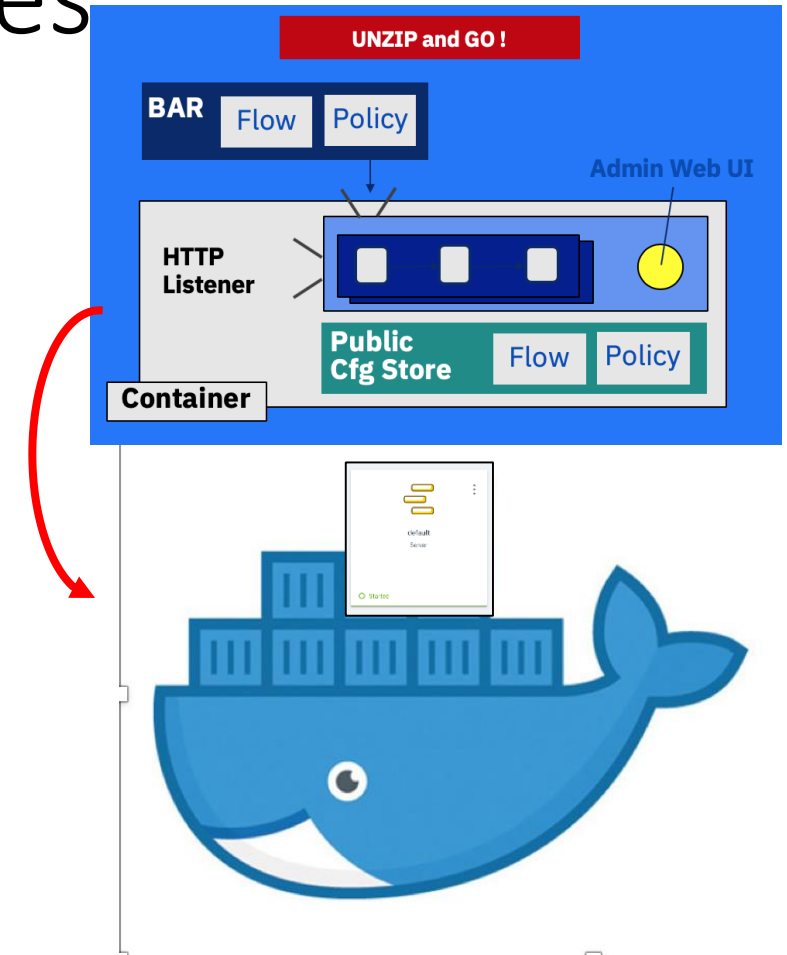 es
UNZIP and GO !
BAR
Flow
Policy
Admin Web UI
HTTP
Listener
Public
Cfg Store
Flow
Policy
Container
default
Server
Started